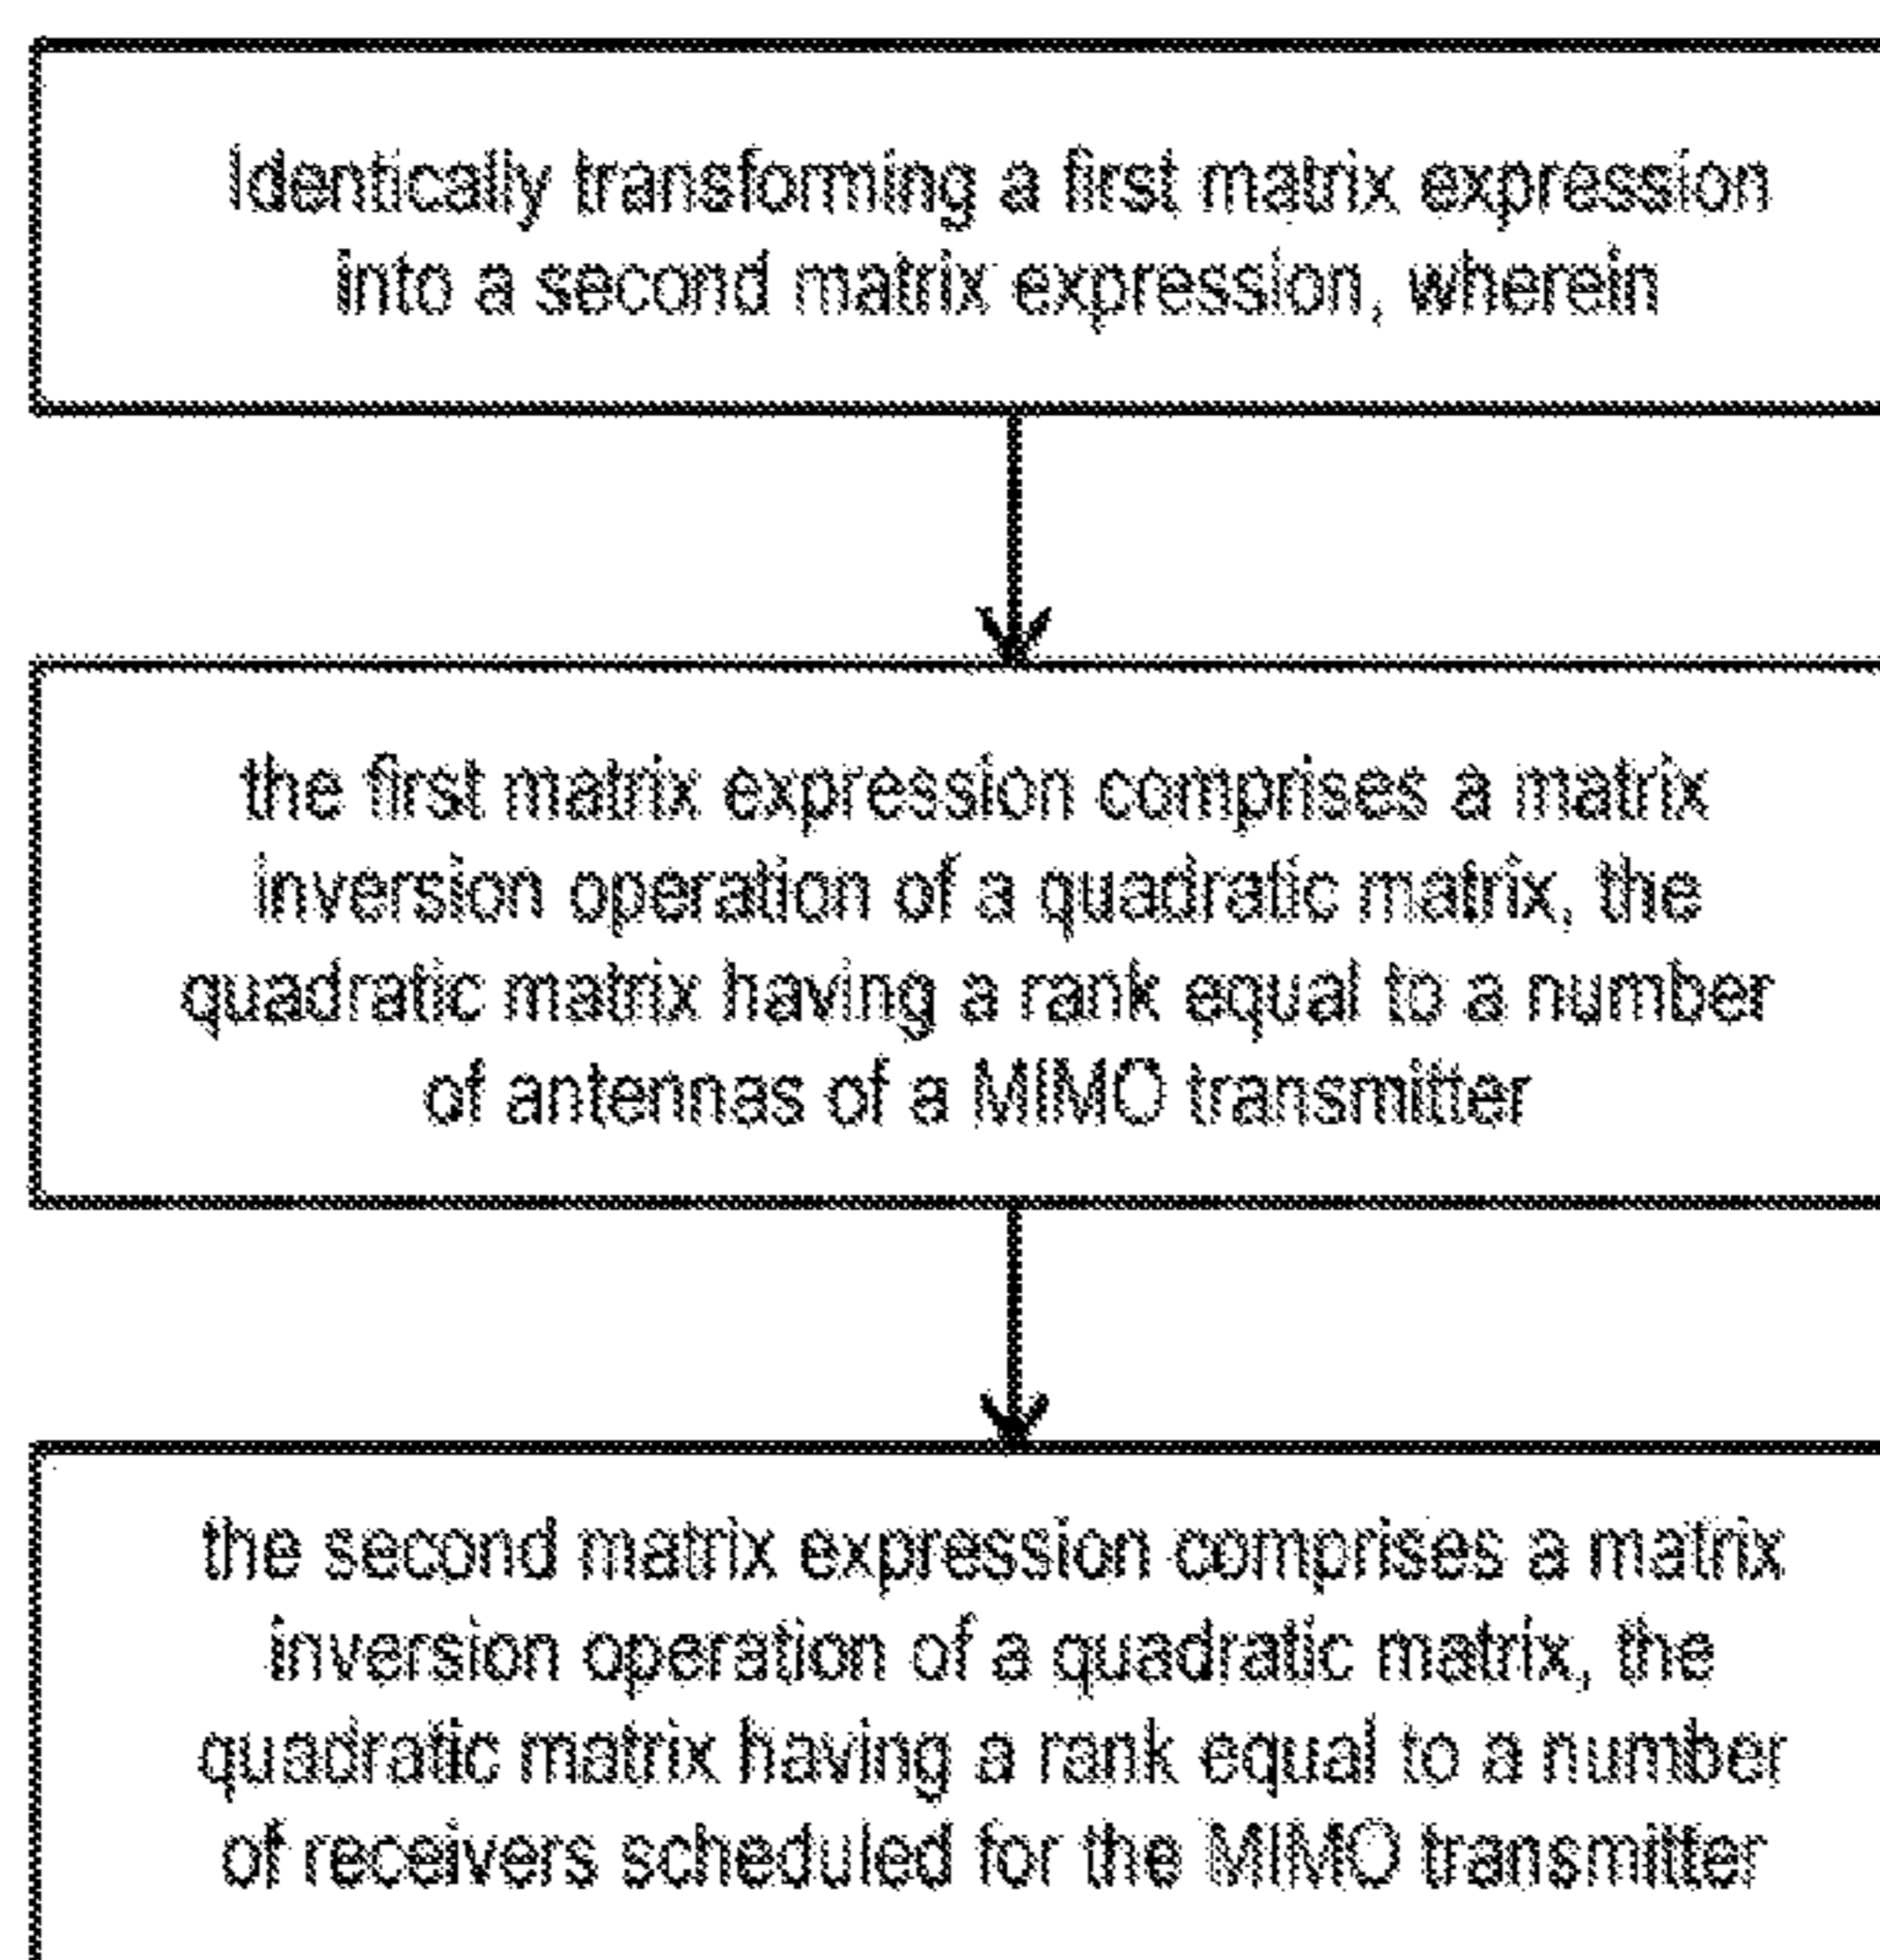 Identically transforming a first matrix expression
into a second matrix expression, wherein
the first matrix expression comprises a matrix
inversion operation of a quadratic matrix, the
quadratic matrix having a rank equal to a number
of antennas of a MIMO transmitter
the second matrix expression comprises a matrix
inversion operation of a quadratic matrix, the
quadratic matrix having a rank equal to a number
of receivers scheduled for the MIMO transmitter